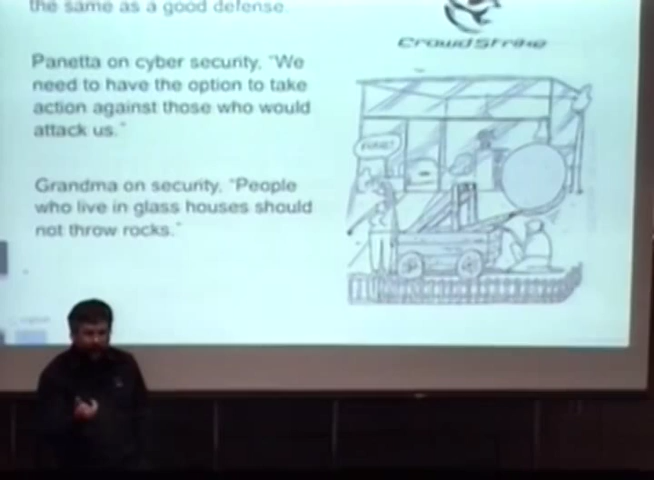 the same as a good defense.
CrowdStrike
Panetta on cyber security, "We
need to have the option to take
action against those who would
attack us."
Grandma on security, "People
who live in glass houses should
not throw rocks."